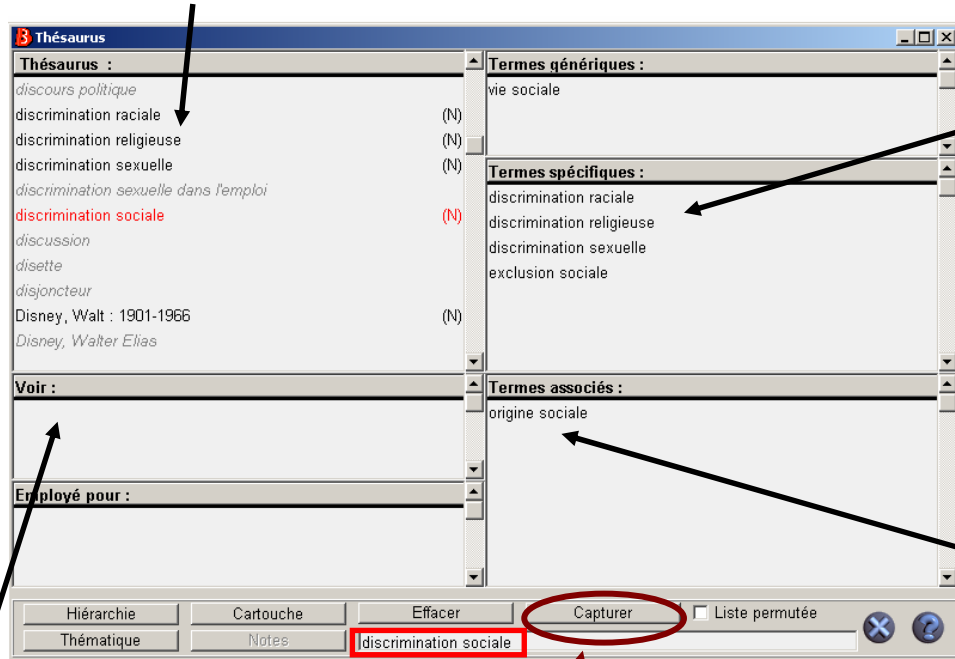 Thésaurus
Thésaurus :
discours politique
discrimination raciale (N)
discrimination religieuse (N)
discrimination sexuelle (N)
discrimination sexuelle dans l'emploi
discrimination sociale (N)
discussion
disette
disjoncteur
Disney, Walt : 1901-1966 (N)
Disney, Walter Elias
Voir :
Employé pour :
Termes génériques :
vie sociale
Termes spécifiques :
discrimination raciale
discrimination religieuse
discrimination sexuelle
exclusion sociale
Termes associés :
origine sociale
Hiérarchie Cartouche Effacer Capturer Liste permutée
Thématique Notes discrimination sociale